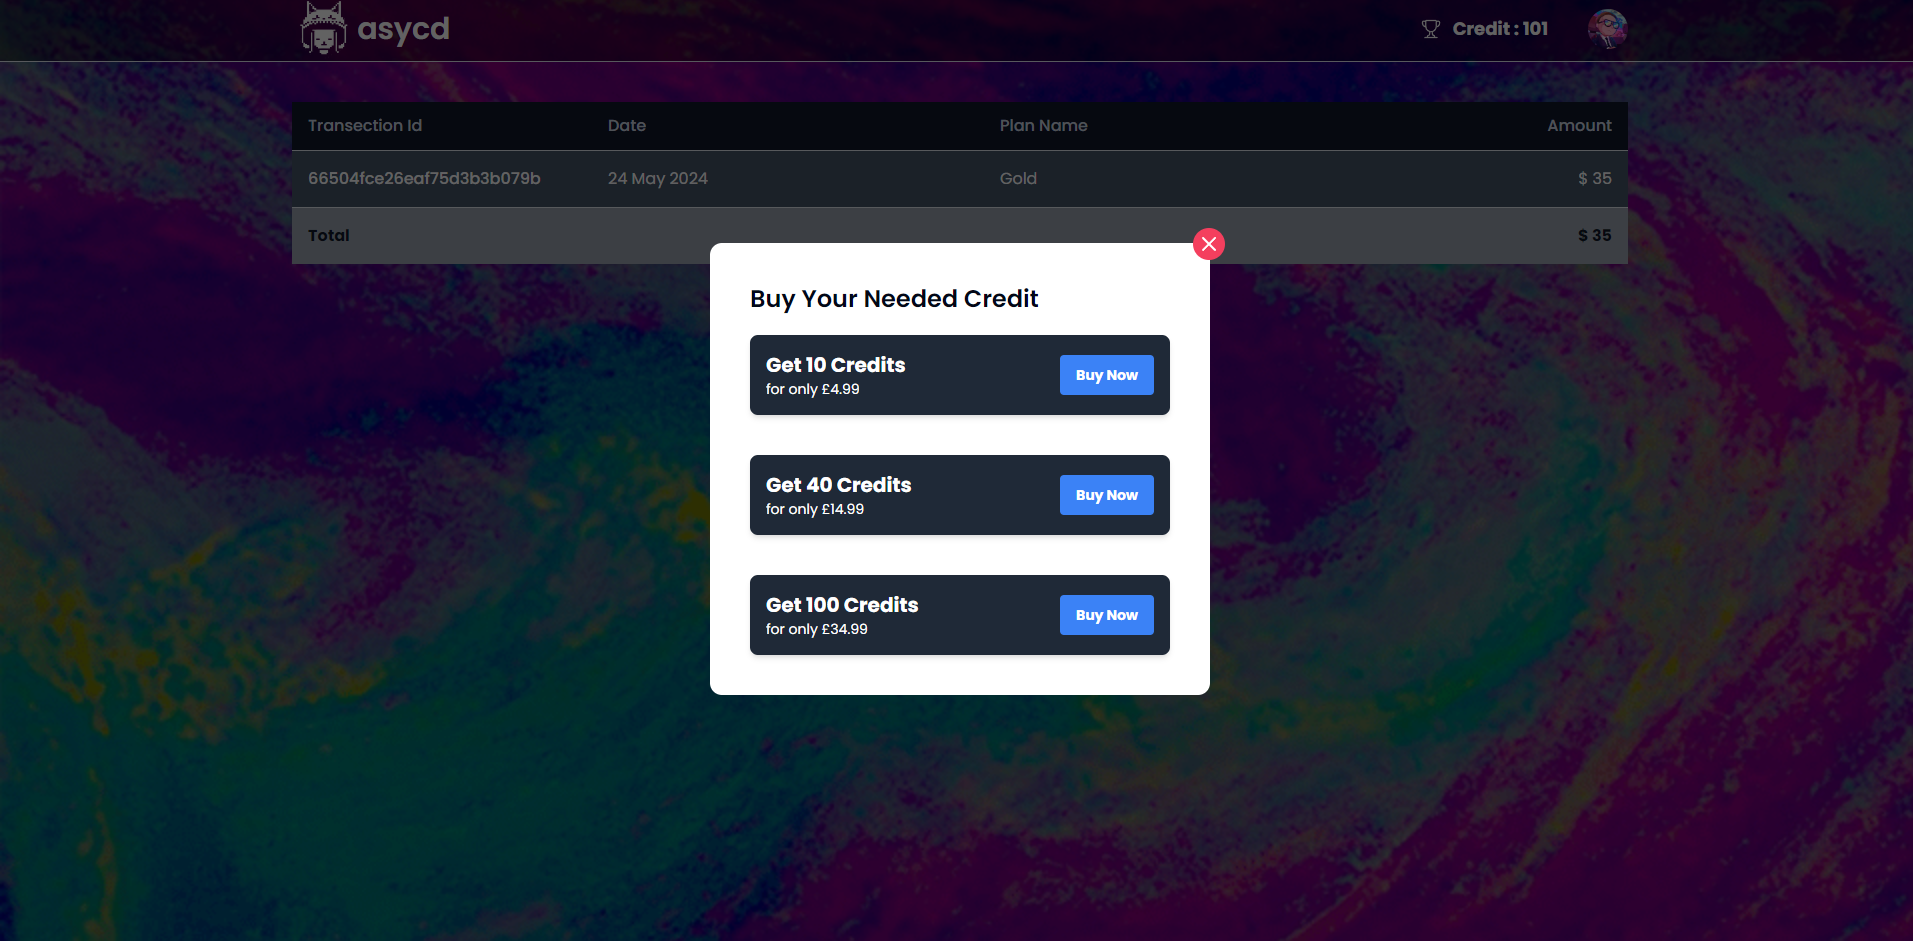 asycd
Credit : 101
Transection Id Date Plan Name Amount
66504fce26eaf75d3b3b079b 24 May 2024 Gold $ 35
Total $ 35
Buy Your Needed Credit
Get 10 Credits
for only £4.99
Buy Now
Get 40 Credits
for only £14.99
Buy Now
Get 100 Credits
for only £34.99
Buy Now